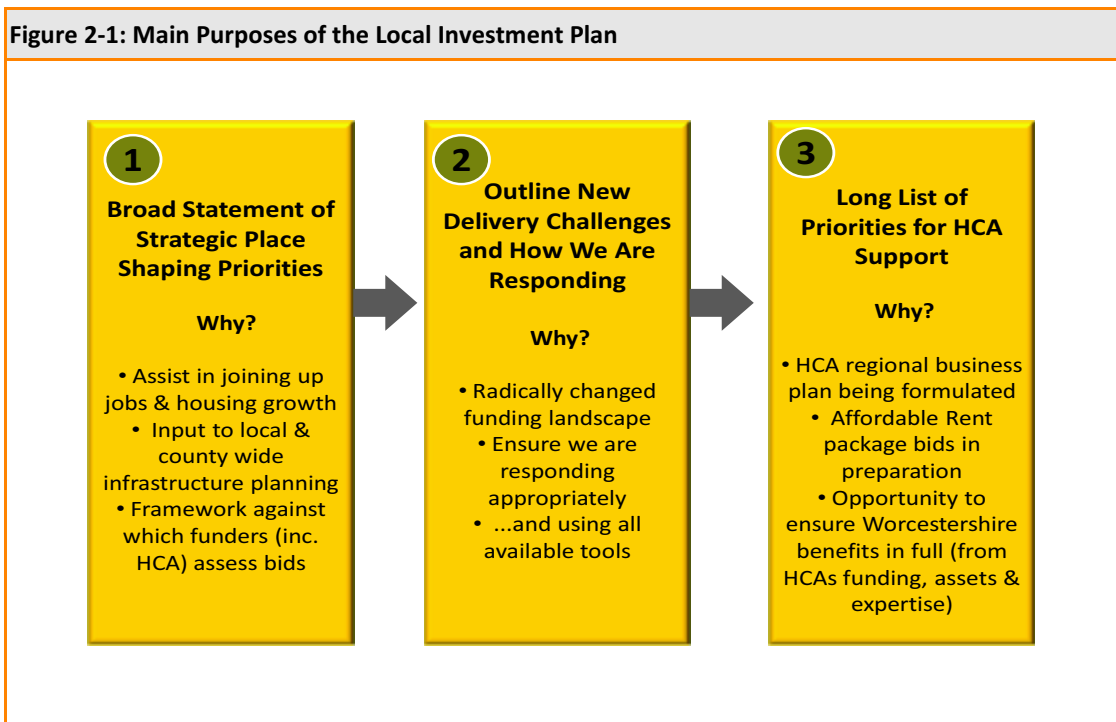 Figure 2-1: Main Purposes of the Local Investment Plan
1
Broad Statement of
Strategic Place
Shaping Priorities
Why?
• Assist in joining up
jobs & housing growth
• Input to local &
county wide
infrastructure planning
• Framework against
which funders (inc.
HCA) assess bids
2
Outline New
Delivery Challenges
and How We Are
Responding
Why?
• Radically changed
funding landscape
• Ensure we are
responding
appropriately
• ...and using all
available tools
3
Long List of
Priorities for HCA
Support
Why?
• HCA regional business
plan being formulated
• Affordable Rent
package bids in
preparation
• Opportunity to
ensure Worcestershire
benefits in full (from
HCAs funding, assets &
expertise)